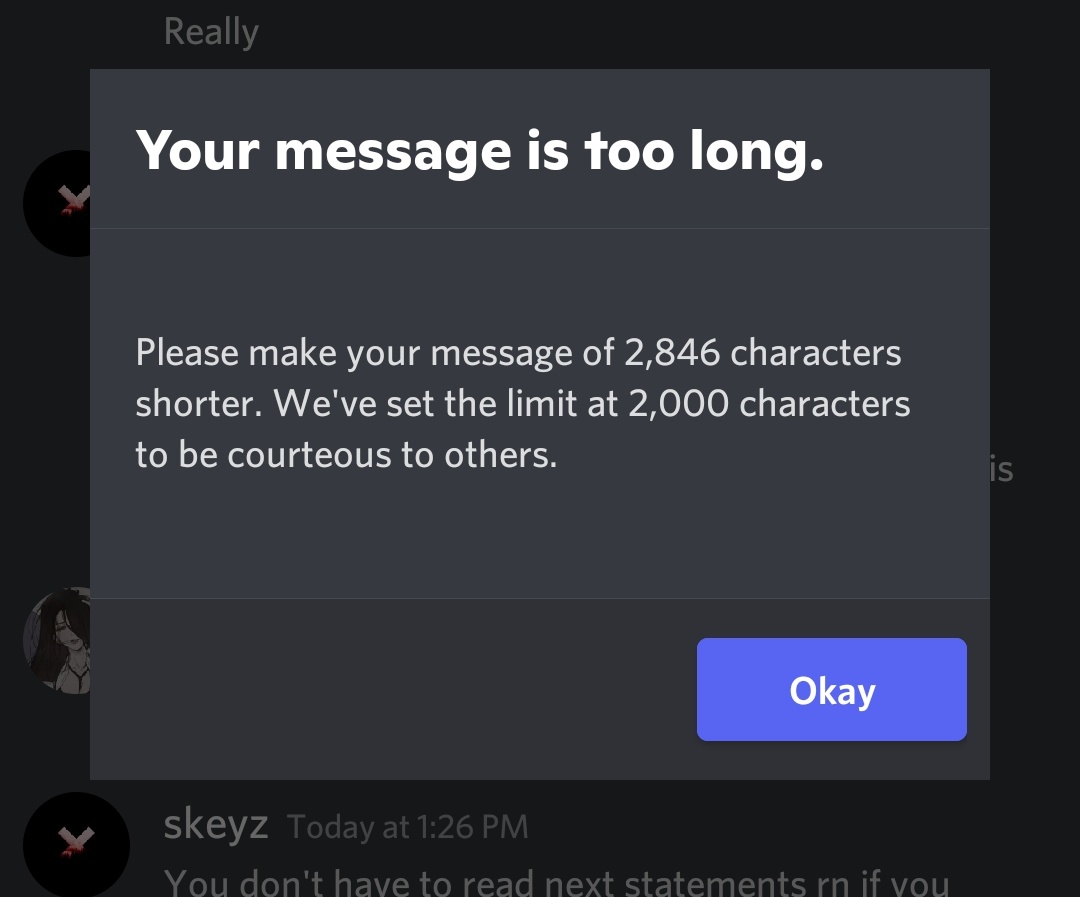 Really
Your message is too long.
Please make your message of 2,846 characters
shorter. We've set the limit at 2,000 characters
to be courteous to others.
is
Okay
skeyz Today at 1:26 PM
You don't have to read next statements rn if you